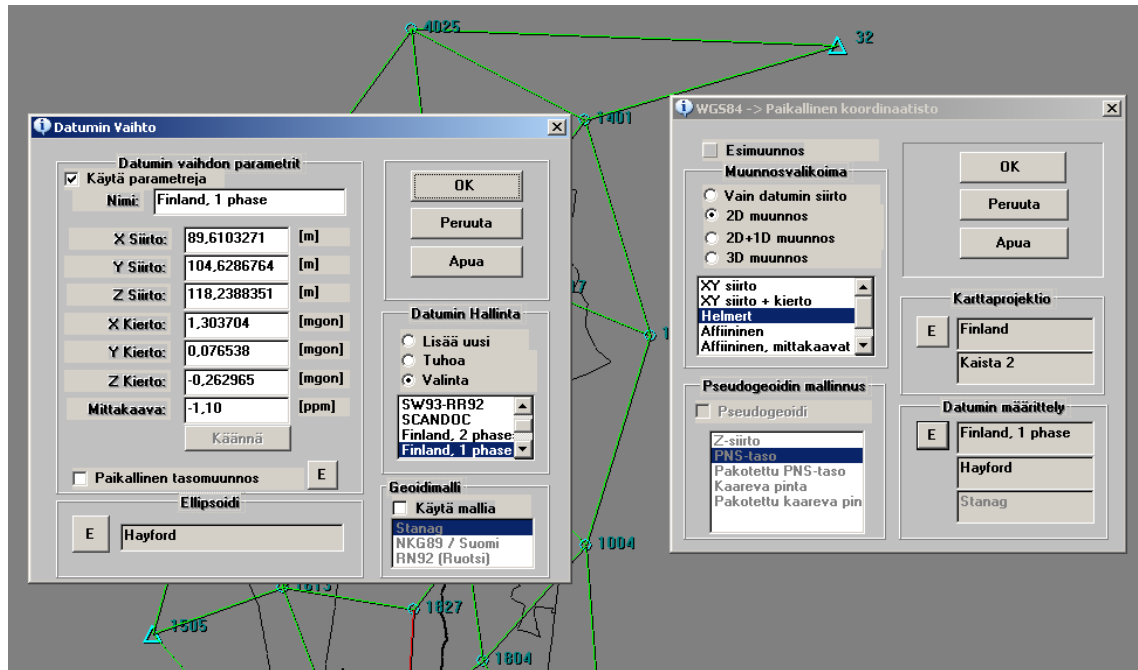 4025
32
1401
Datumin Vaihto
Datumin vaihdon parametrit
Käytä parametreja
Nimi:
Finland, 1 phase
X Siirto:
89,6103271
[m]
Y Siirto:
104,6286764
[m]
Z Siirto:
118,2388351
[m]
X Kierto:
1,303704
[mgon]
Y Kierto:
0,076538
[mgon]
Z Kierto:
-0,262965
[mgon]
Mittakaava:
-1,10
[ppm]
Käännä
Paikallinen tasomuunnos
E
Ellipsoidi
E
Hayford
OK
Peruuta
Apua
Datumin Hallinta
Lisää uusi
Tuhoa
Valinta
SW93-RR92
SCANDOC
Finland, 2 phase
Finland, 1 phase
Geoidimalli
Käytä mallia
Stanag
NKG89 / Suomi
RN92 (Ruotsi)
WGS84 -> Paikallinen koordinaatisto
Esimuunnos
Muunnosvalikoima
Vain datumin siirto
2D muunnos
2D+1D muunnos
3D muunnos
XY siirto
XY siirto + kierto
Helmert
Affiininen
Affiininen, mittakaavat
Pseudogeoidin mallinnus
Pseudogeoidi
Z-siirto
PNS-taso
Pakotettu PNS-taso
Kaareva pinta
Pakotettu kaareva pin
OK
Peruuta
Apua
Karttaprojektio
E
Finland
Kaista 2
Datumin määrittely
E
Finland, 1 phase
Hayford
Stanag
1004
1613
1827
1505
1804